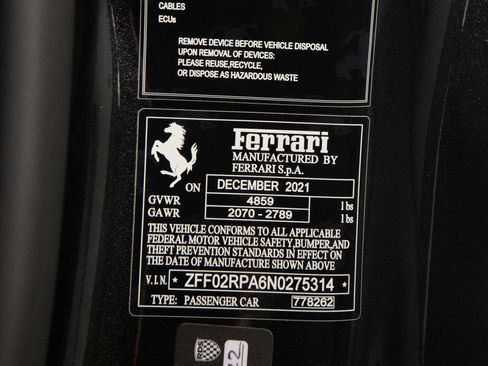 CABLES
ECUs
REMOVE DEVICE BEFORE VEHICLE DISPOSAL
UPON REMOVAL OF DEVICES:
PLEASE REUSE,RECYCLE,
OR DISPOSE AS HAZARDOUS WASTE
Ferrari
MANUFACTURED BY
FERRARI S.p.A.
ON DECEMBER 2021
GVWR 4859 lbs
GAWR 2070 - 2789 lbs
THIS VEHICLE CONFORMS TO ALL APPLICABLE
FEDERAL MOTOR VEHICLE SAFETY,BUMPER,AND
THEFT PREVENTION STANDARDS IN EFFECT ON
THE DATE OF MANUFACTURE SHOWN ABOVE
V.I.N. * ZFF02RPA6N0275314 *
TYPE: PASSENGER CAR 778262
22